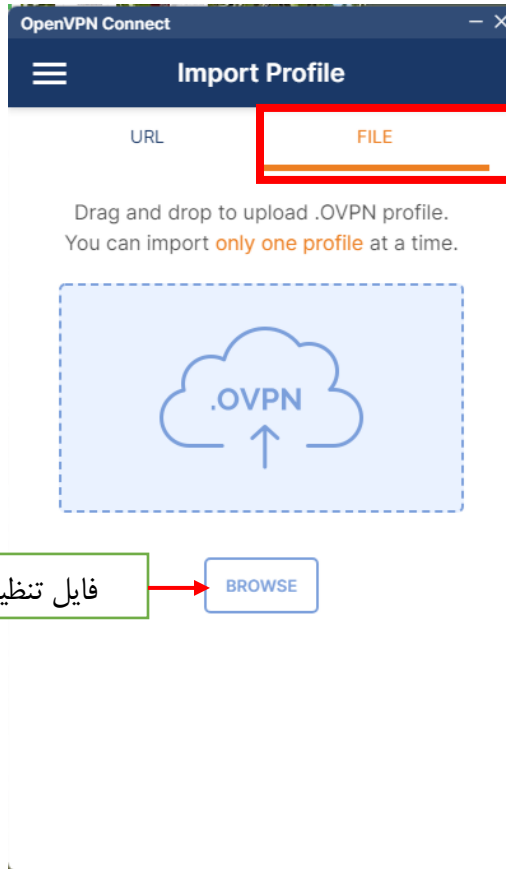 OpenVPN Connect
Import Profile
URL
FILE
Drag and drop to upload .OVPN profile.
You can import only one profile at a time.
.OVPN
فایل
BROWSE